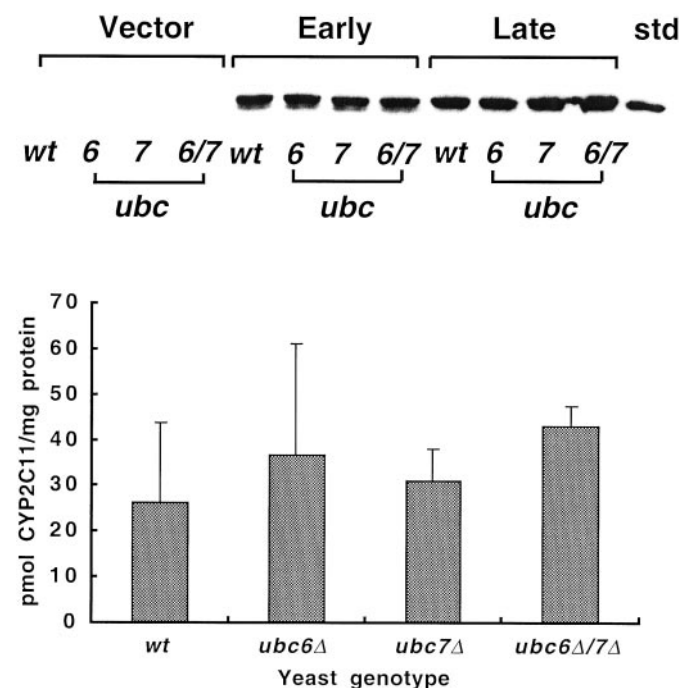 Vector Early Late std
wt 6 7 6/7 wt 6 7 6/7 wt 6 7 6/7
ubc ubc ubc
70
60
50
40
30
20
10
0
pmol CYP2C11/mg protein
wt ubc6Δ ubc7Δ ubc6Δ/7Δ
Yeast genotype